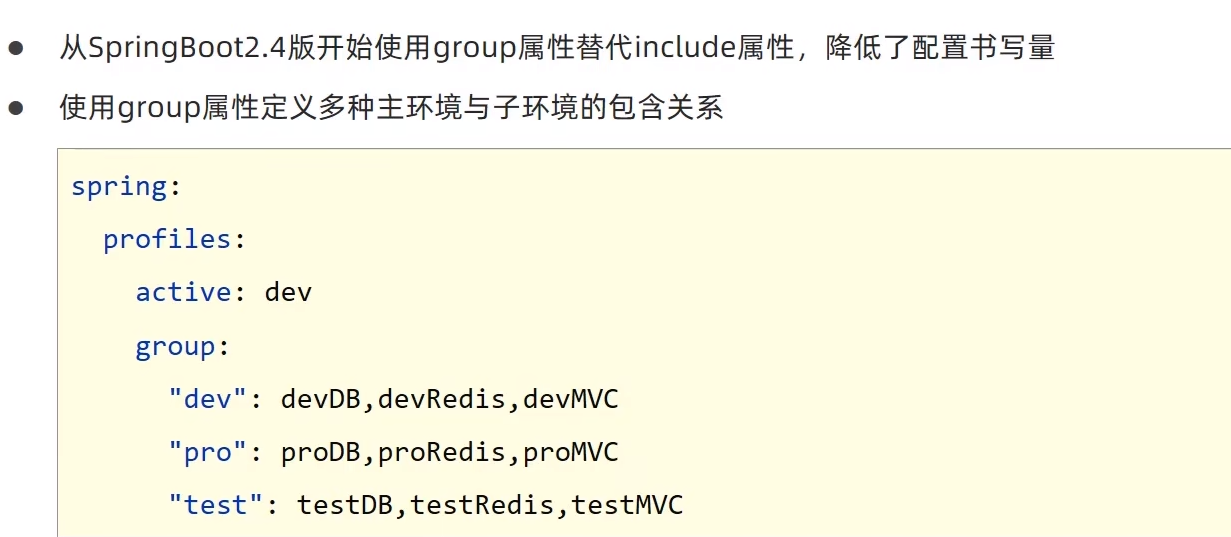 ● 从SpringBoot2.4版开始使用group属性替代include属性，降低了配置书写量
● 使用group属性定义多种主环境与子环境的包含关系
spring:
  profiles:
    active: dev
    group:
      "dev": devDB,devRedis,devMVC
      "pro": proDB,proRedis,proMVC
      "test": testDB,testRedis,testMVC